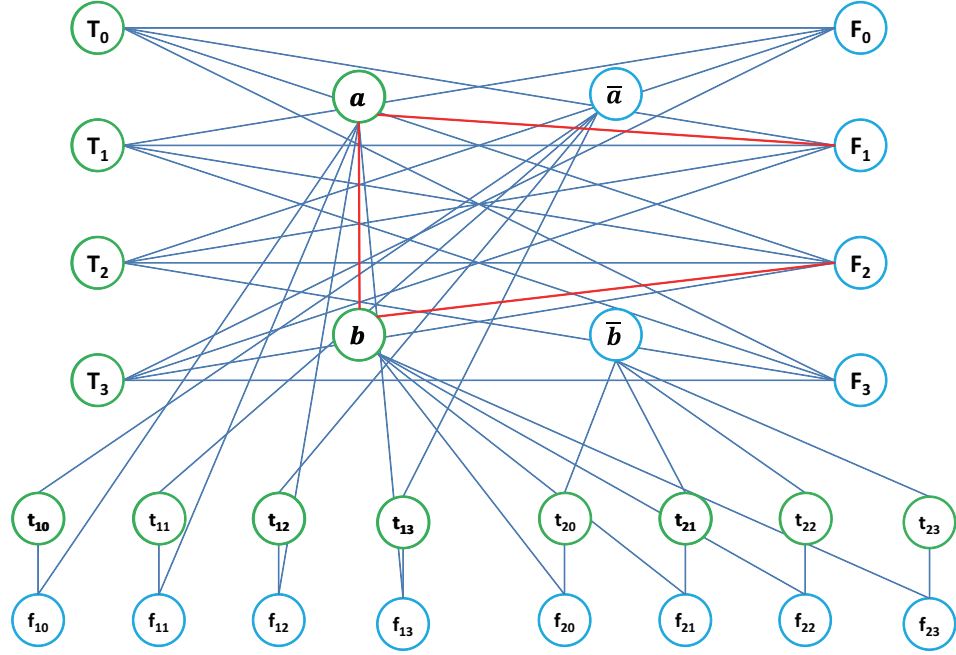 T₀ F₀
a a̅
T₁ F₁
T₂ F₂
b b̅
T₃ F₃
t₁₀ t₁₁ t₁₂ t₁₃ t₂₀ t₂₁ t₂₂ t₂₃
f₁₀ f₁₁ f₁₂ f₁₃ f₂₀ f₂₁ f₂₂ f₂₃